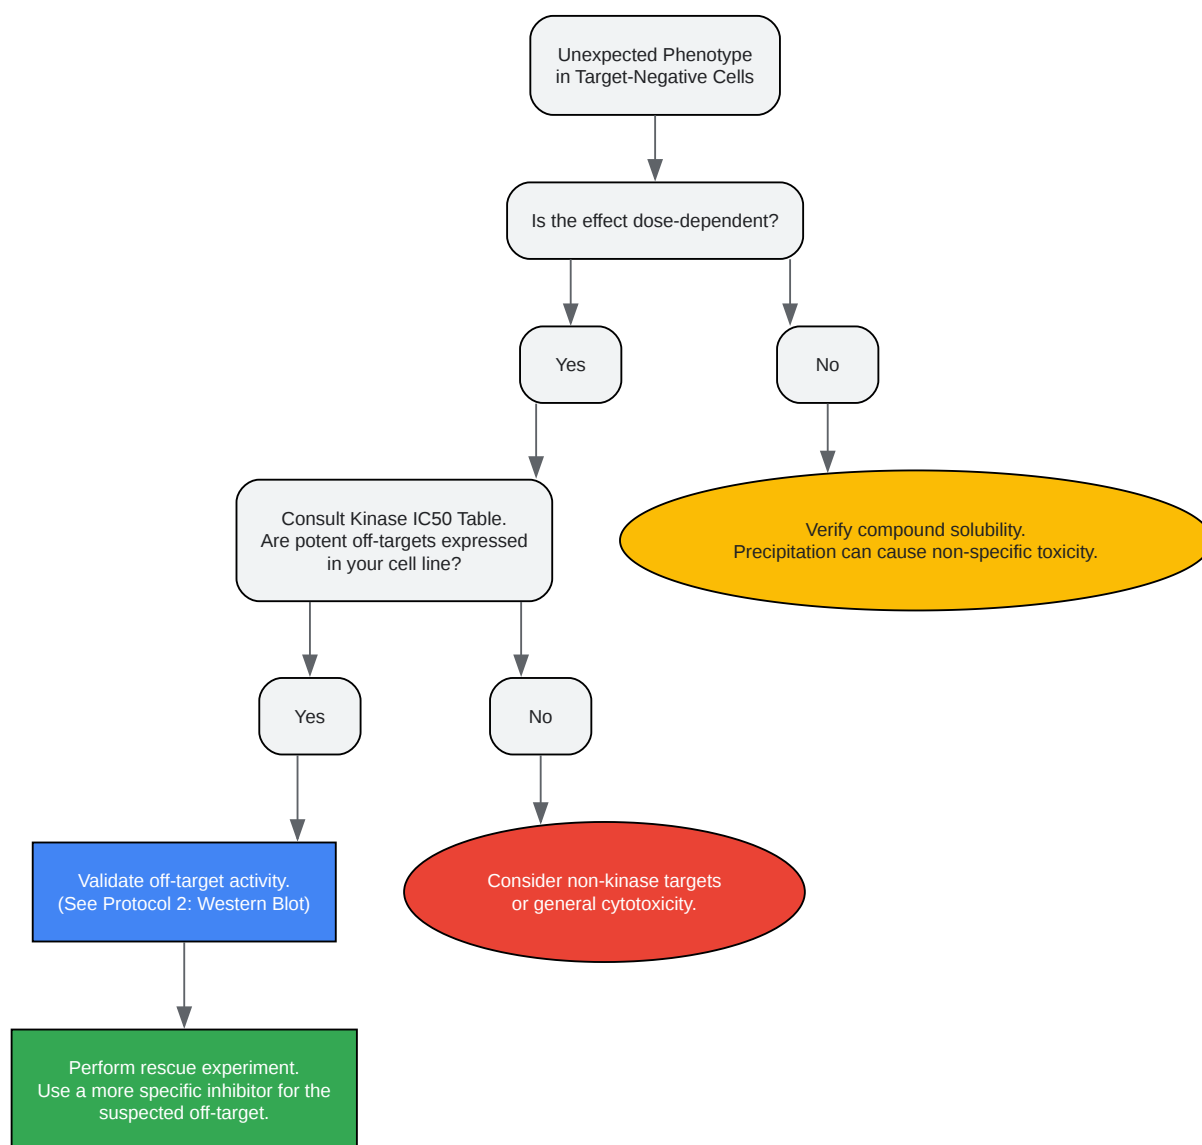 Unexpected Phenotype
in Target-Negative Cells
Is the effect dose-dependent?
Yes
No
Consult Kinase IC50 Table.
Are potent off-targets expressed
in your cell line?
Verify compound solubility.
Precipitation can cause non-specific toxicity.
Yes
No
Validate off-target activity.
(See Protocol 2: Western Blot)
Consider non-kinase targets
or general cytotoxicity.
Perform rescue experiment.
Use a more specific inhibitor for the
suspected off-target.